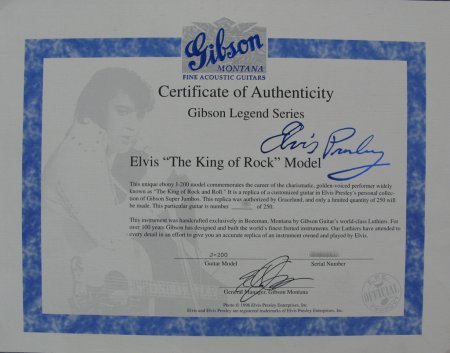 Gibson
MONTANA
FINE ACOUSTIC GUITARS
Certificate of Authenticity
Gibson Legend Series
Elvis Presley
Elvis "The King of Rock" Model
This unique ebony J-200 model commemorates the career of the charismatic, golden-voiced performer widely
known as "The King of Rock and Roll." It is a replica of a customized guitar in Elvis Presley's personal collec-
tion of Gibson Super Jumbos. This replica was authorized by Graceland, and only a limited quantity of 250 will
be made. This particular guitar is number of 250.
This instrument was handcrafted exclusively in Bozeman, Montana by Gibson Guitar's world-class Luthiers. For
over 100 years Gibson has designed and built the world's finest fretted instruments. Our Luthiers have attended to
every detail in an effort to give you an accurate replica of an instrument owned and played by Elvis.
J-200
Guitar Model Serial Number
General Manager, Gibson Montana
Photo © 1996 Elvis Presley Enterprises, Inc.
Elvis and Elvis Presley are registered trademarks of Elvis Presley Enterprises, Inc.
OFFICIAL